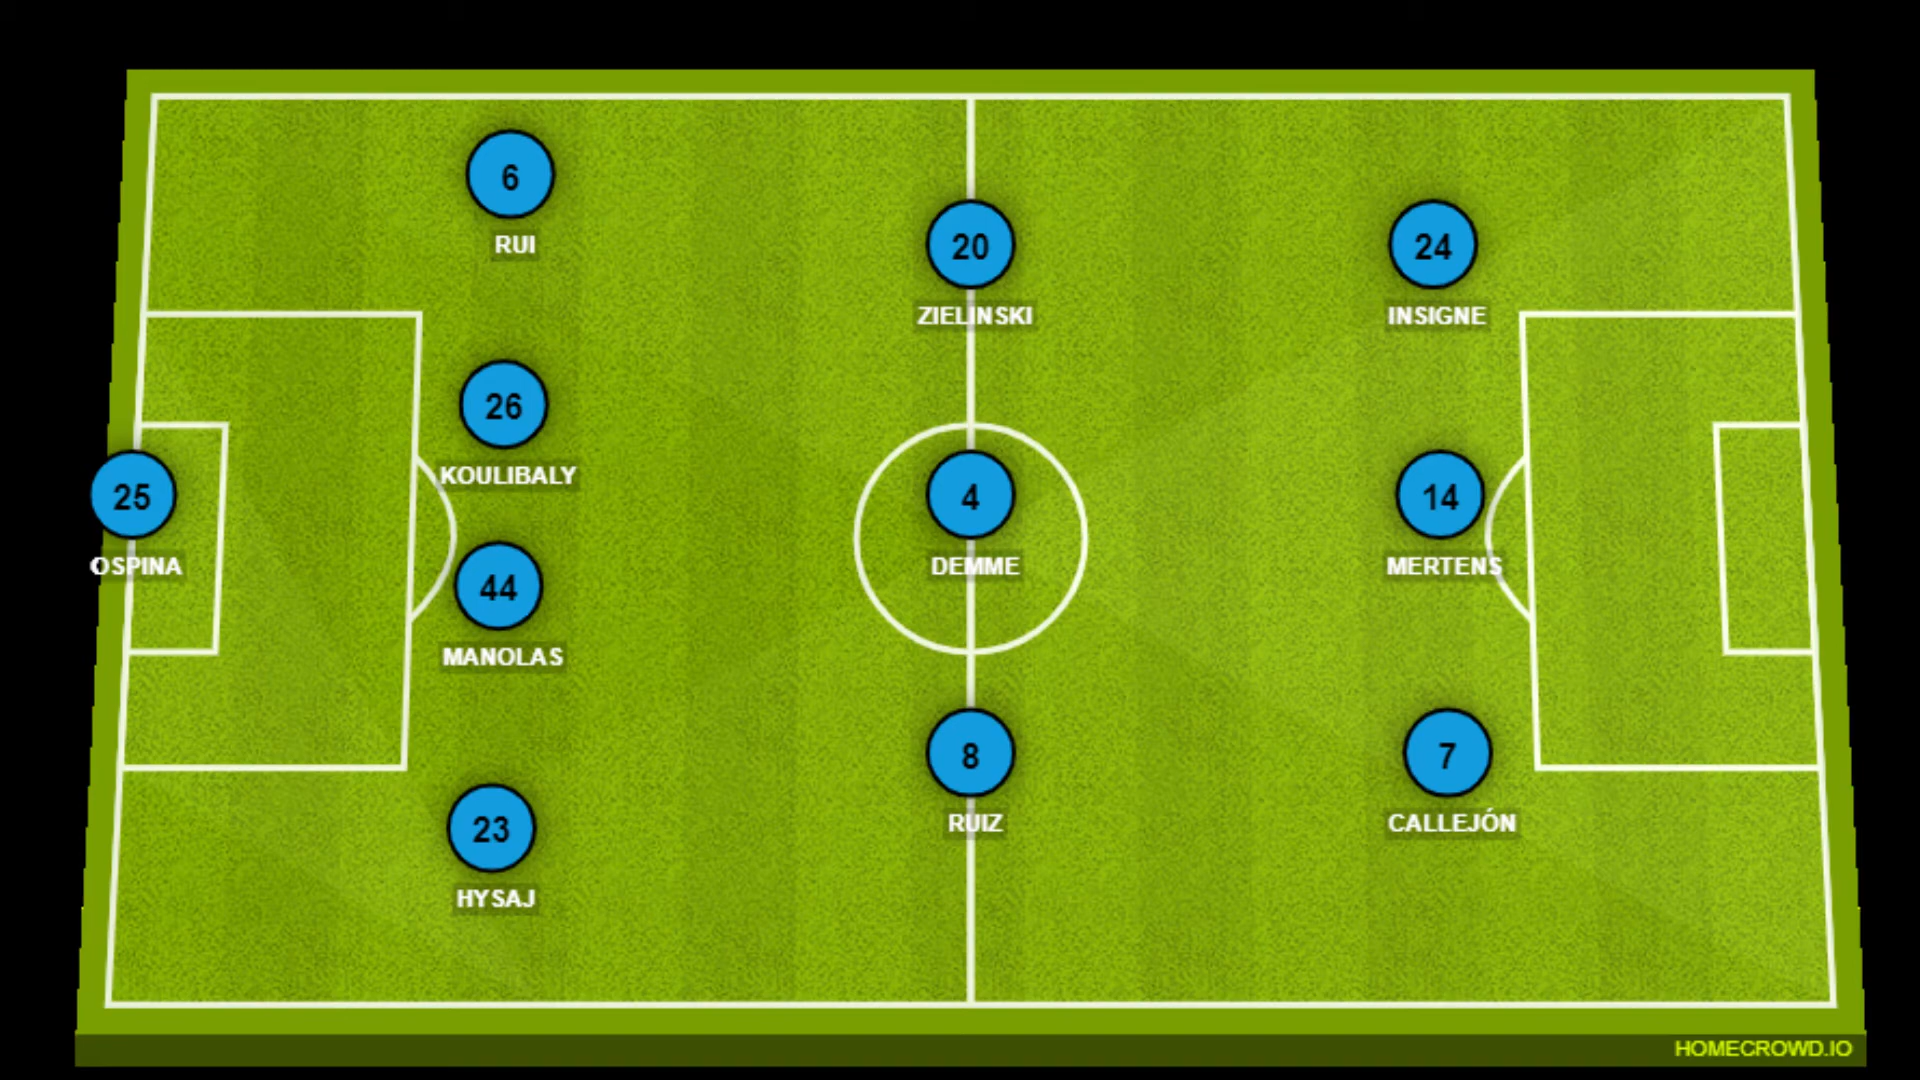 6
RUI
20
ZIELINSKI
24
INSIGNE
26
KOULIBALY
25
OSPINA
4
DEMME
14
MERTENS
44
MANOLAS
8
RUIZ
7
CALLEJÓN
23
HYSAJ
HOMECROWD.IO